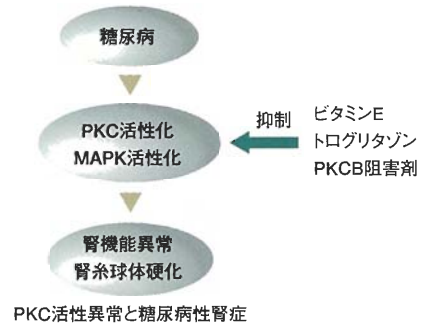 糖尿病
PKC活性化
MAPK活性化
抑制
ビタミンE
トログリタゾン
PKCB阻害剤
腎機能異常
腎糸球体硬化
PKC活性異常と糖尿病性腎症